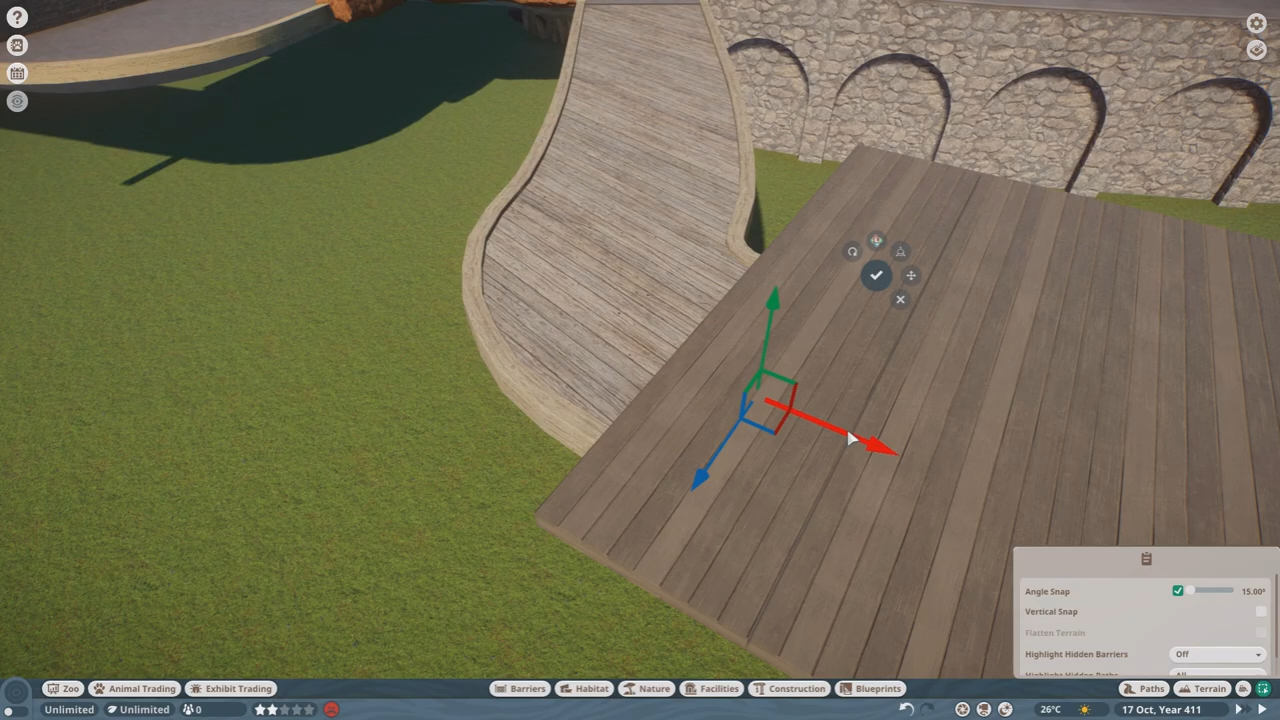 ?
Angle Snap 15.00°
Vertical Snap
Flatten Terrain
Highlight Hidden Barriers Off
Zoo Animal Trading Exhibit Trading Barriers Habitat Nature Facilities Construction Blueprints Paths Terrain
Unlimited Unlimited 0 26°C 17 Oct, Year 411